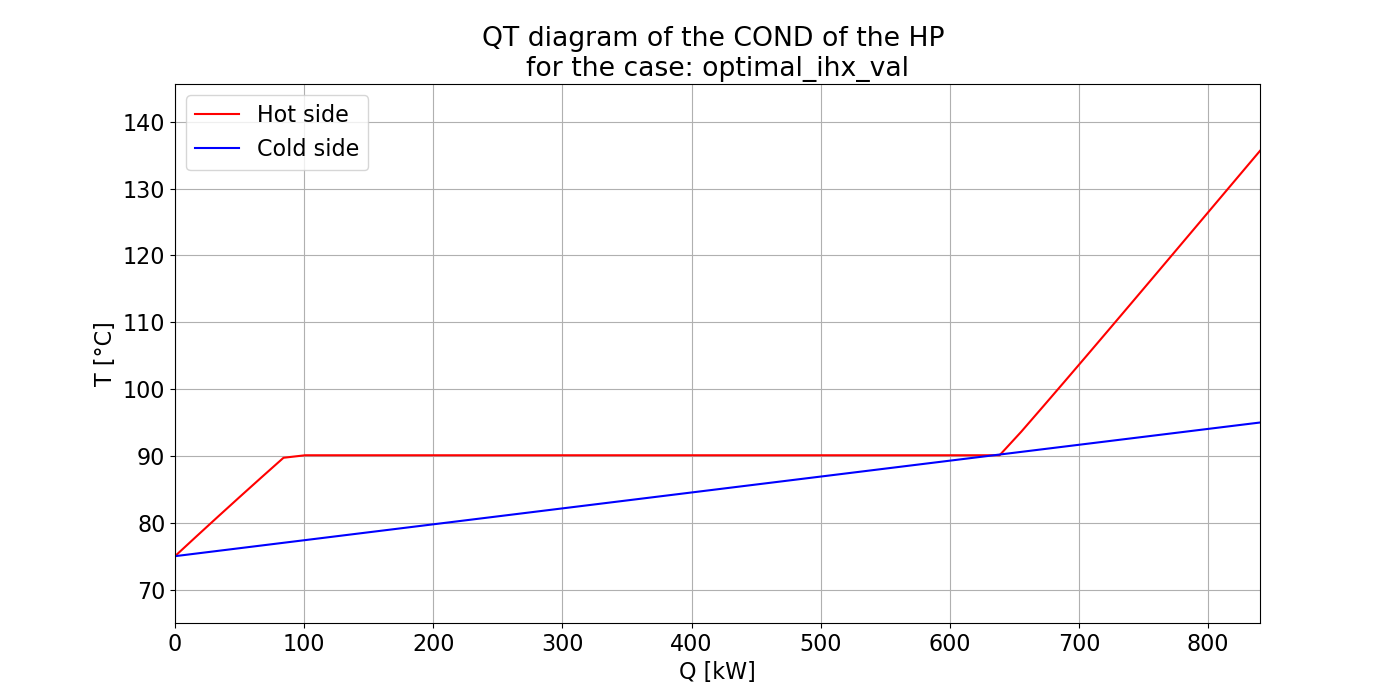 QT diagram of the COND of the HP
for the case: optimal_ihx_val
Hot side
Cold side
140
130
120
110
100
90
80
70
T [°C]
0 100 200 300 400 500 600 700 800
Q [kW]